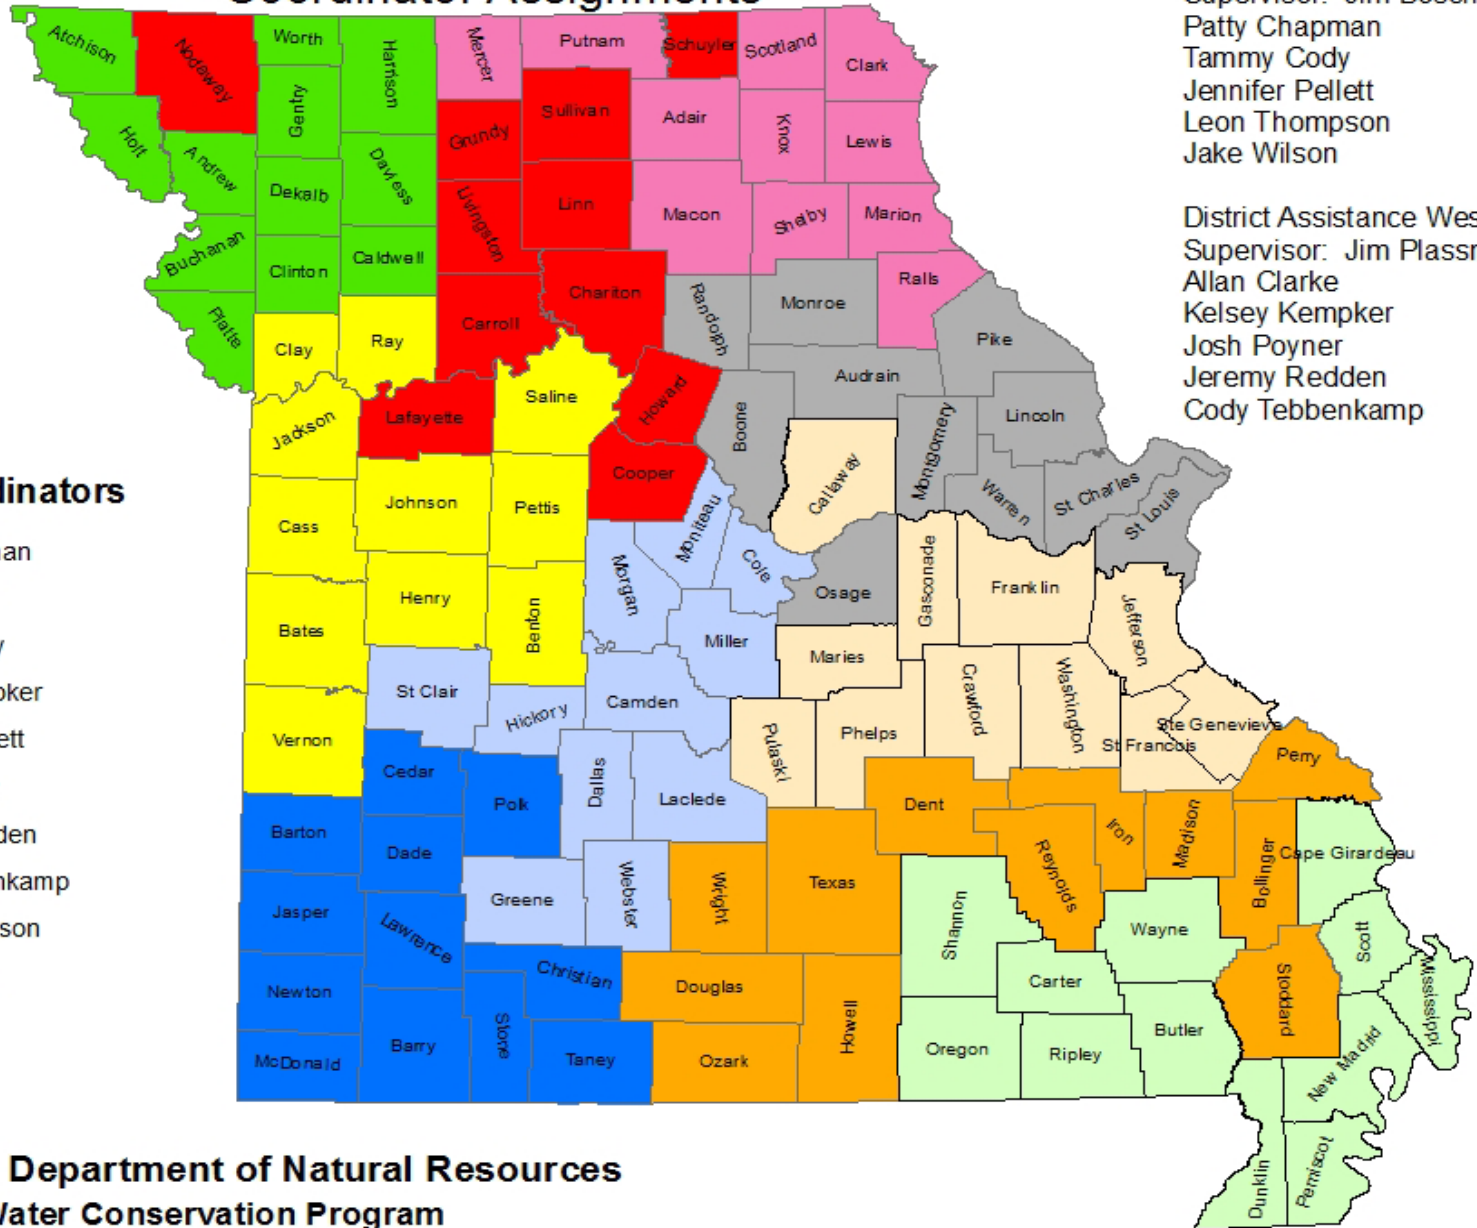 Coordinator Assignments
Supervisor: Jim
Patty Chapman
Tammy Cody
Jennifer Pellett
Leon Thompson
Jake Wilson
District Assistance Wes
Supervisor: Jim Plassm
Allan Clarke
Kelsey Kempker
Josh Poyner
Jeremy Redden
Cody Tebbenkamp
Atchison
Nodaway
Worth
Harrison
Mercer
Putnam
Schuyler
Scotland
Clark
Holt
Andrew
Gentry
Daviess
Grundy
Sullivan
Adair
Knox
Lewis
Dekalb
Livingston
Linn
Macon
Shelby
Marion
Buchanan
Clinton
Caldwell
Chariton
Ralls
Platte
Clay
Ray
Carroll
Randolph
Monroe
Pike
Audrain
Jackson
Lafayette
Saline
Howard
Boone
Callaway
Montgomery
Lincoln
Cooper
Warren
St Charles
St Louis
Cass
Johnson
Pettis
Moniteau
Cole
Morgan
Osage
Gasconade
Franklin
Jefferson
Bates
Henry
Benton
Miller
Maries
Crawford
Washington
St Clair
Hickory
Camden
Pulaski
Phelps
St Francois
Ste Genevieve
Perry
Vernon
Cedar
Polk
Dallas
Laclede
Dent
Iron
Madison
Bollinger
Cape Girardeau
Barton
Dade
Greene
Webster
Wright
Texas
Reynolds
Jasper
Lawrence
Shannon
Wayne
Scott
Mississippi
Newton
Christian
Douglas
Carter
Stoddard
McDonald
Barry
Stone
Taney
Ozark
Howell
Oregon
Ripley
Butler
New Madrid
Dunklin
Pemiscot
linators
an
oker
ett
den
nkamp
son
Department of Natural Resources
Water Conservation Program